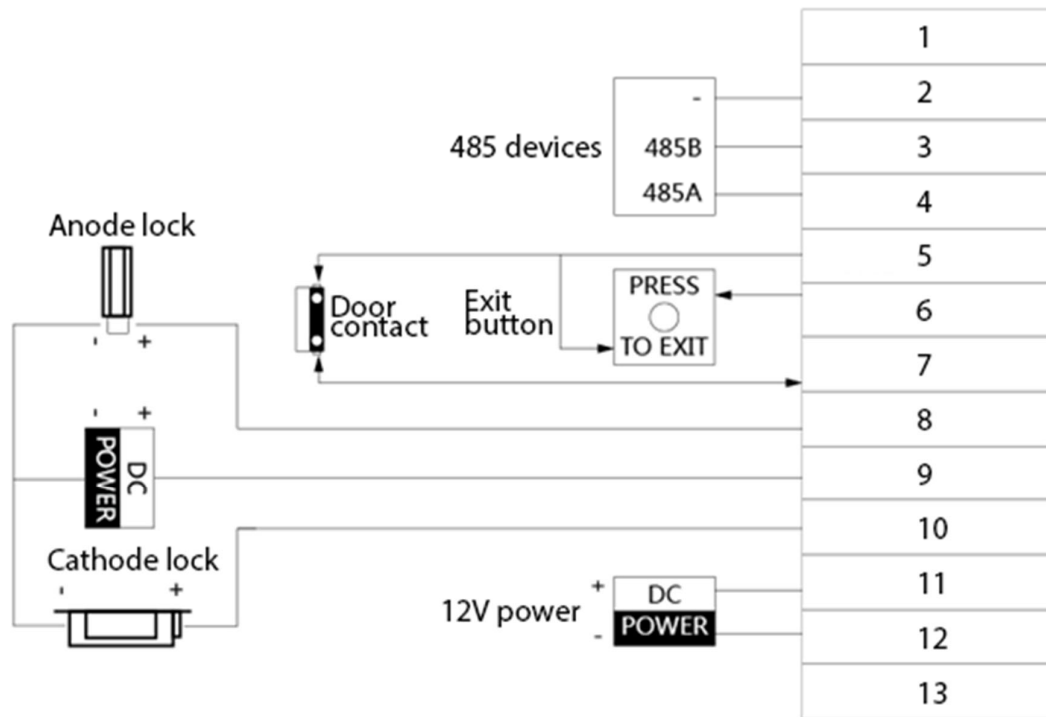 1
2
3
4
5
6
7
8
9
10
11
12
13
485 devices
-
485B
485A
Anode lock
- +
Door
contact
Exit
button
PRESS
TO EXIT
- +
POWER
DC
Cathode lock
- +
12V power
+
-
DC
POWER